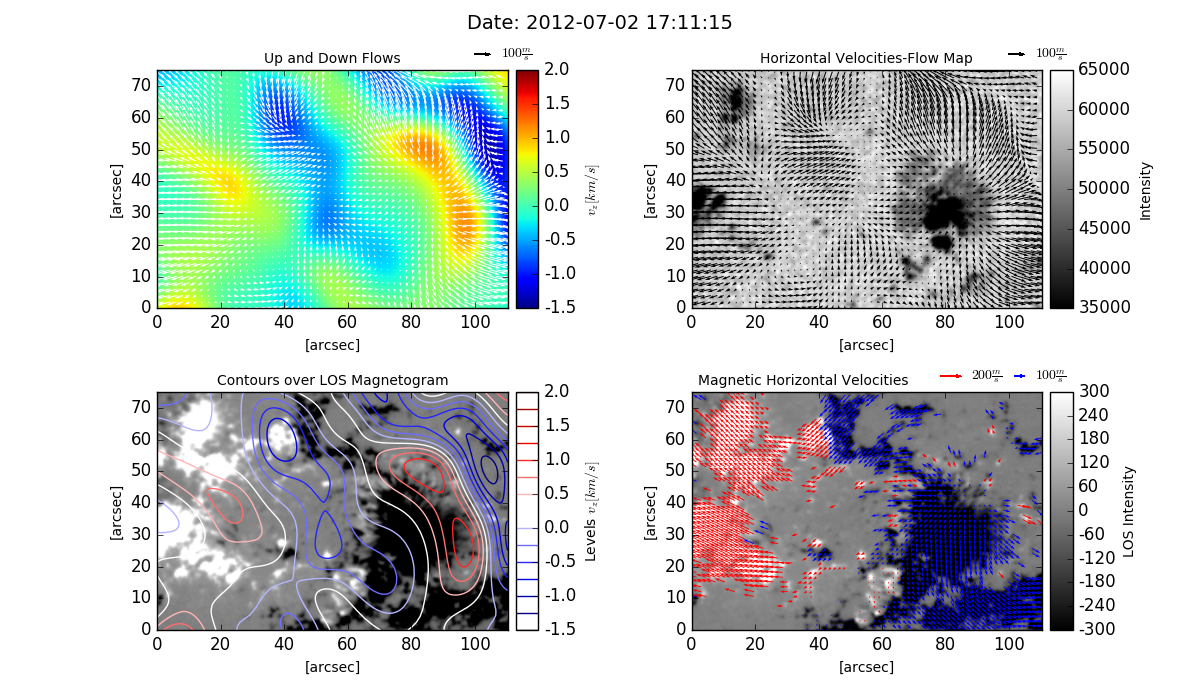 Date: 2012-07-02 17:11:15
Up and Down Flows
100 m/s
70
60
50
40
30
20
10
0
[arcsec]
0 20 40 60 80 100
[arcsec]
2.0
1.5
1.0
0.5
0.0
-0.5
-1.0
-1.5
v_z[km/s]
Horizontal Velocities-Flow Map
100 m/s
70
60
50
40
30
20
10
0
[arcsec]
0 20 40 60 80 100
[arcsec]
65000
60000
55000
50000
45000
40000
35000
Intensity
Contours over LOS Magnetogram
70
60
50
40
30
20
10
0
[arcsec]
0 20 40 60 80 100
[arcsec]
2.0
1.5
1.0
0.5
0.0
-0.5
-1.0
-1.5
Levels v_z[km/s]
Magnetic Horizontal Velocities
200 m/s 100 m/s
70
60
50
40
30
20
10
0
[arcsec]
0 20 40 60 80 100
[arcsec]
300
240
180
120
60
0
-60
-120
-180
-240
-300
LOS Intensity